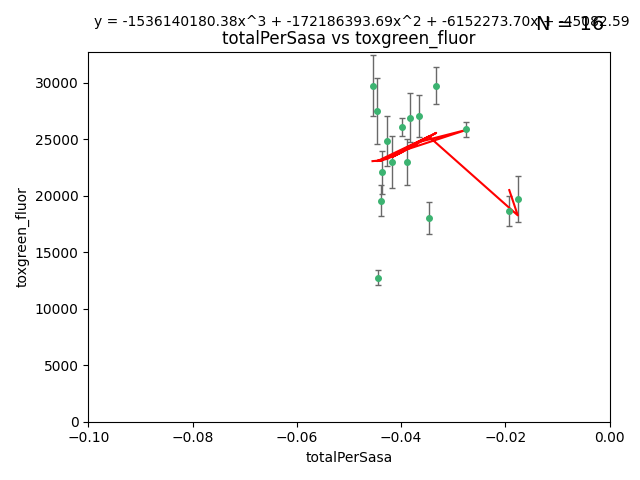 y = -1536140180.38x^3 + -172186393.69x^2 + -6152273.70x + -45082.59
N = 16
totalPerSasa vs toxgreen_fluor
30000
25000
20000
15000
10000
5000
0
toxgreen_fluor
−0.10 −0.08 −0.06 −0.04 −0.02 0.00
totalPerSasa